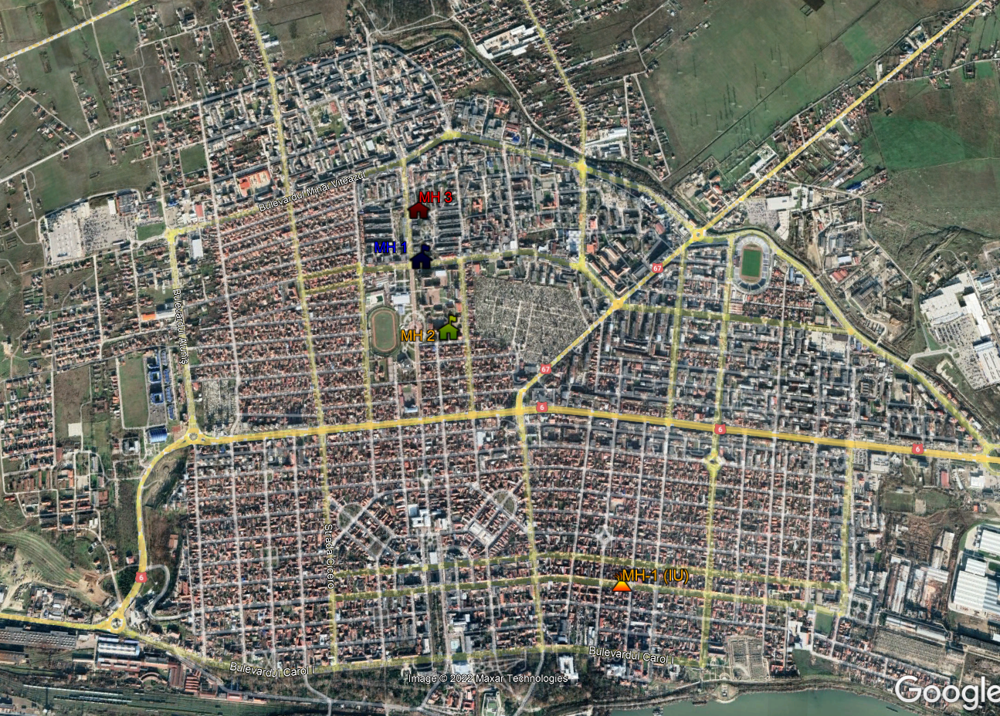 Bulevardul Mihai Viteazul
MH 3
MH 1
67
Bulevardul Aluniș
MH 2
67
6
6
6
Strada Cicero
6
MH-1 (IU)
Bulevardul Carol I
Bulevardul Carol I
Image © 2022 Maxar Technologies
Google